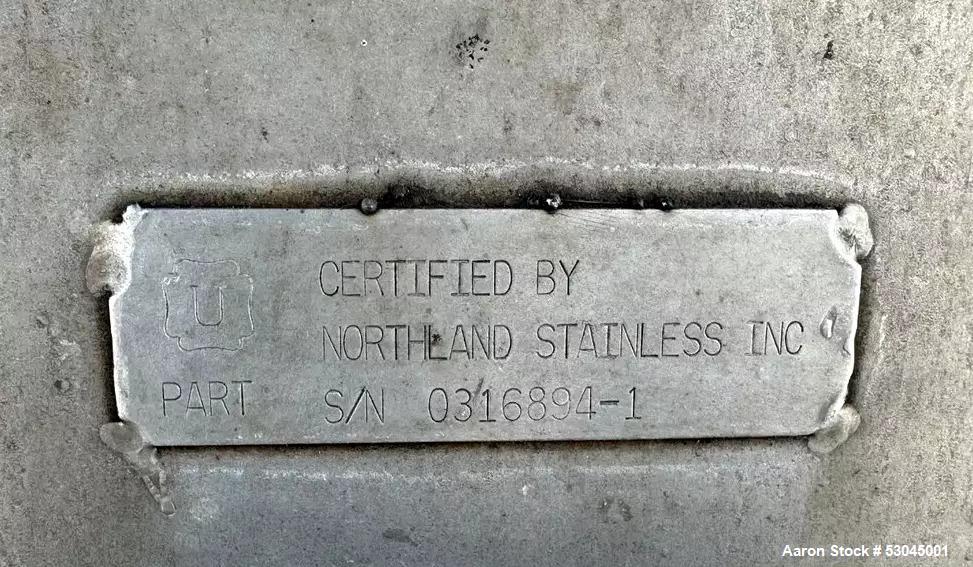 U
CERTIFIED BY
NORTHLAND STAINLESS INC
PART S/N 0316894-1
Aaron Stock # 53045001